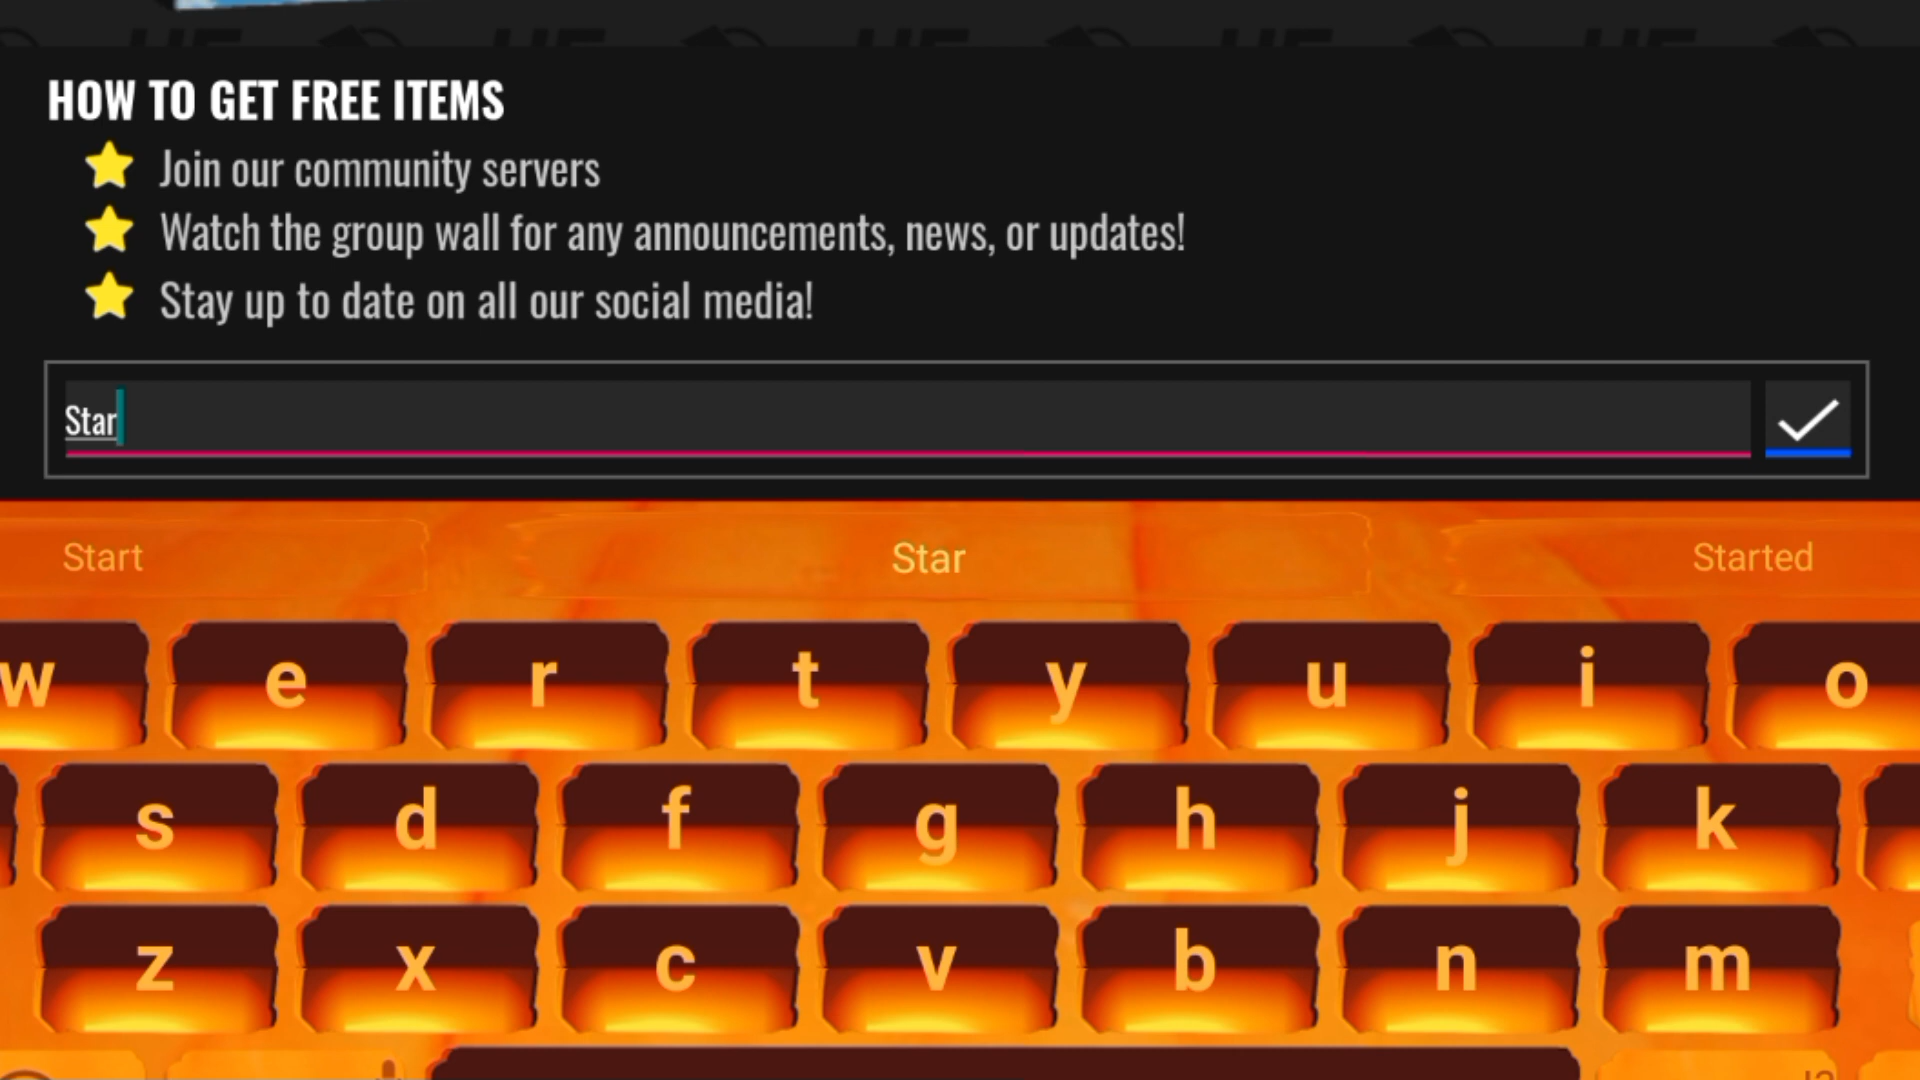 HOW TO GET FREE ITEMS
Join our community servers
Watch the group wall for any announcements, news, or updates!
Stay up to date on all our social media!
Star
Start Star Started
w e r t y u i o
s d f g h j k
z x c v b n m